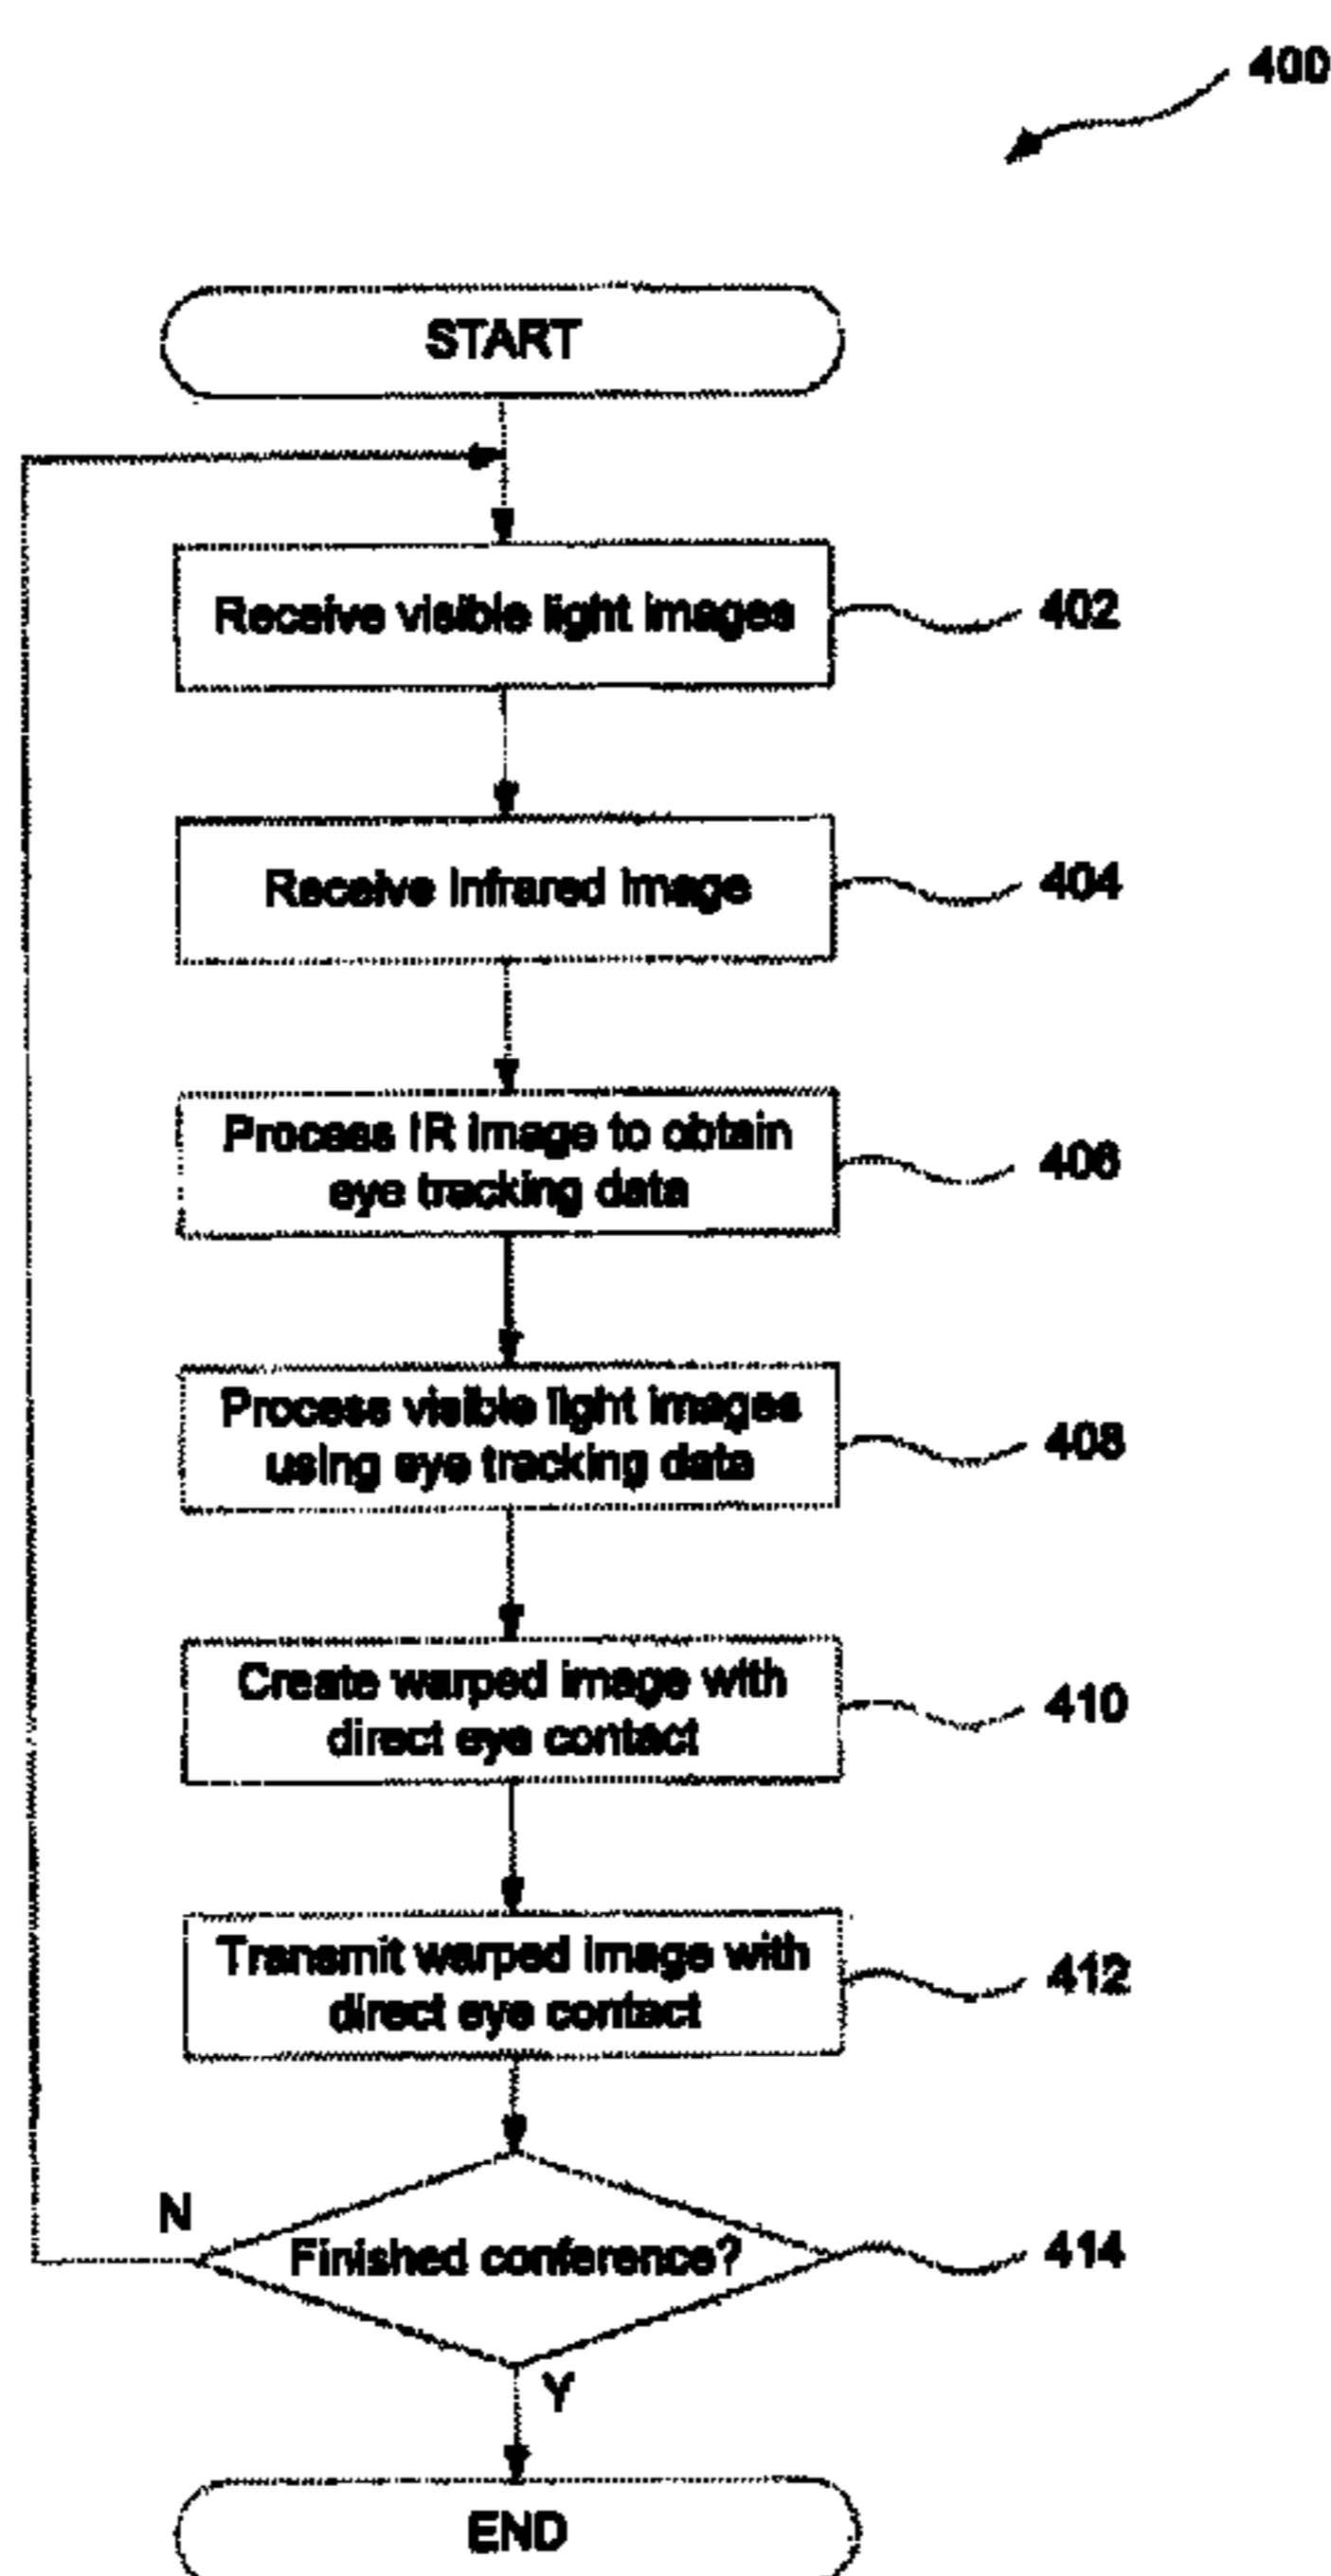 400
START
Receive visible light images
402
Receive infrared image
404
Process IR image to obtain
eye tracking data
406
Process visible light images
using eye tracking data
408
Create warped image with
direct eye contact
410
Transmit warped image with
direct eye contact
412
N
Finished conference?
414
Y
END